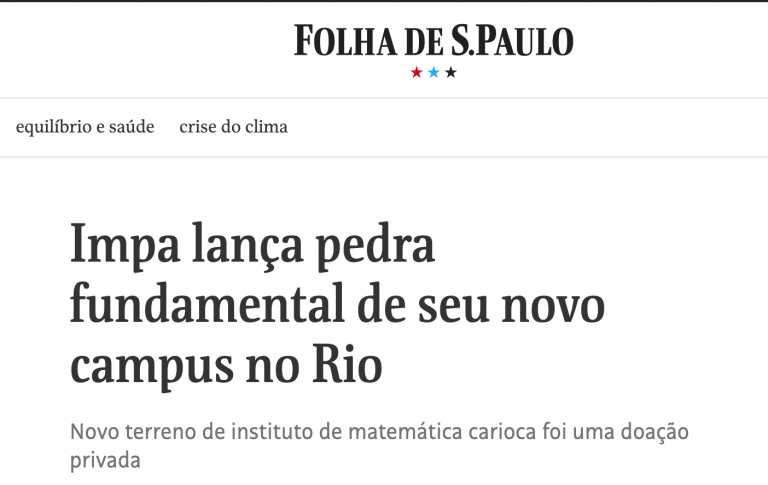 FOLHA DE S.PAULO
equilíbrio e saúde crise do clima
Impa lança pedra
fundamental de seu novo
campus no Rio
Novo terreno de instituto de matemática carioca foi uma doação
privada